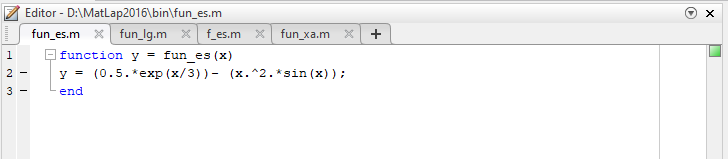 Editor - D:\MatLap2016\bin\fun_es.m
fun_es.m fun_lg.m f_es.m fun_xa.m +
1 function y = fun_es(x)
2 – y = (0.5.*exp(x/3))- (x.^2.*sin(x));
3 – end